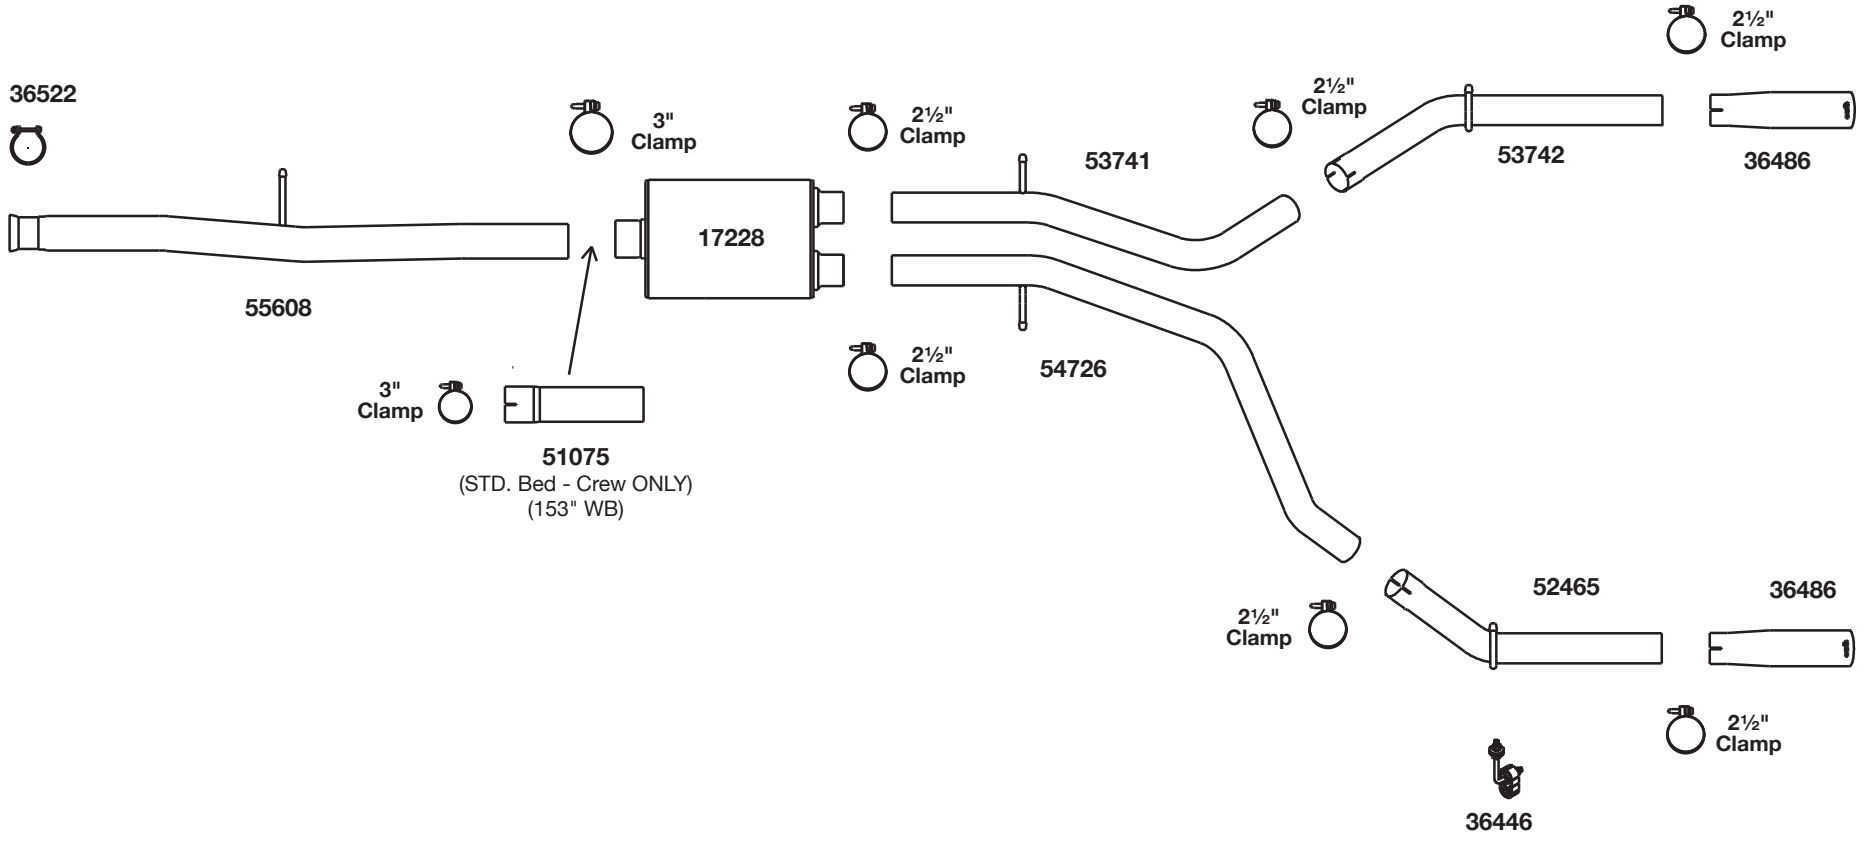 2½"
Clamp
36522
2½"
Clamp
3"
Clamp
2½"
Clamp
53741
53742
36486
17228
55608
2½"
Clamp
54726
3"
Clamp
51075
(STD. Bed - Crew ONLY)
(153" WB)
52465
36486
2½"
Clamp
2½"
Clamp
36446